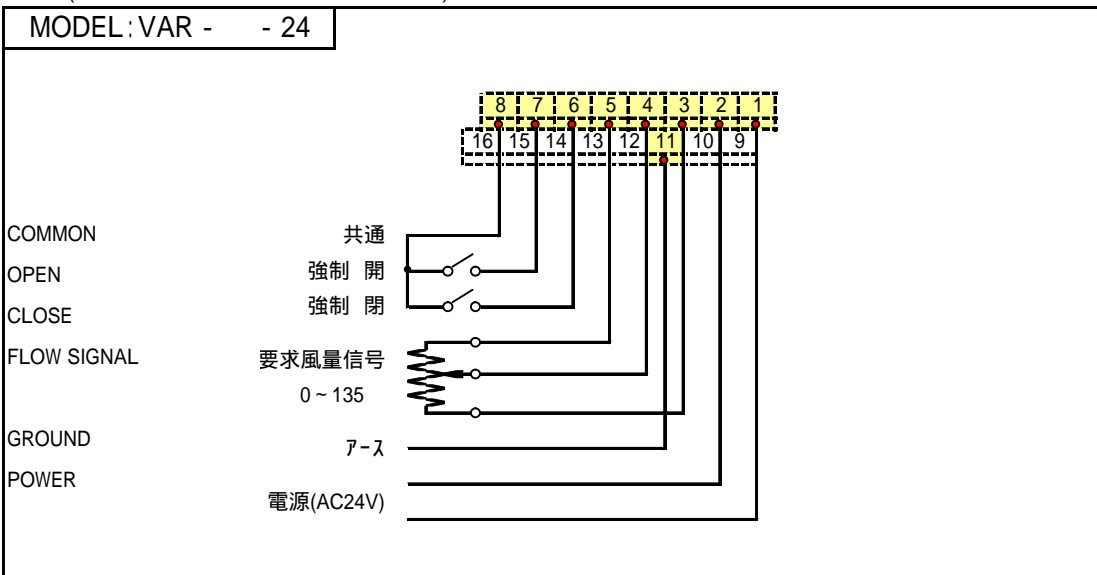 MODEL:VAR -　- 24
8 7 6 5 4 3 2 1
16 15 14 13 12 11 10 9
COMMON 共通
OPEN 強制 開
CLOSE 強制 閉
FLOW SIGNAL 要求風量信号
0 ~ 135
GROUND ｱｰｽ
POWER 電源(AC24V)